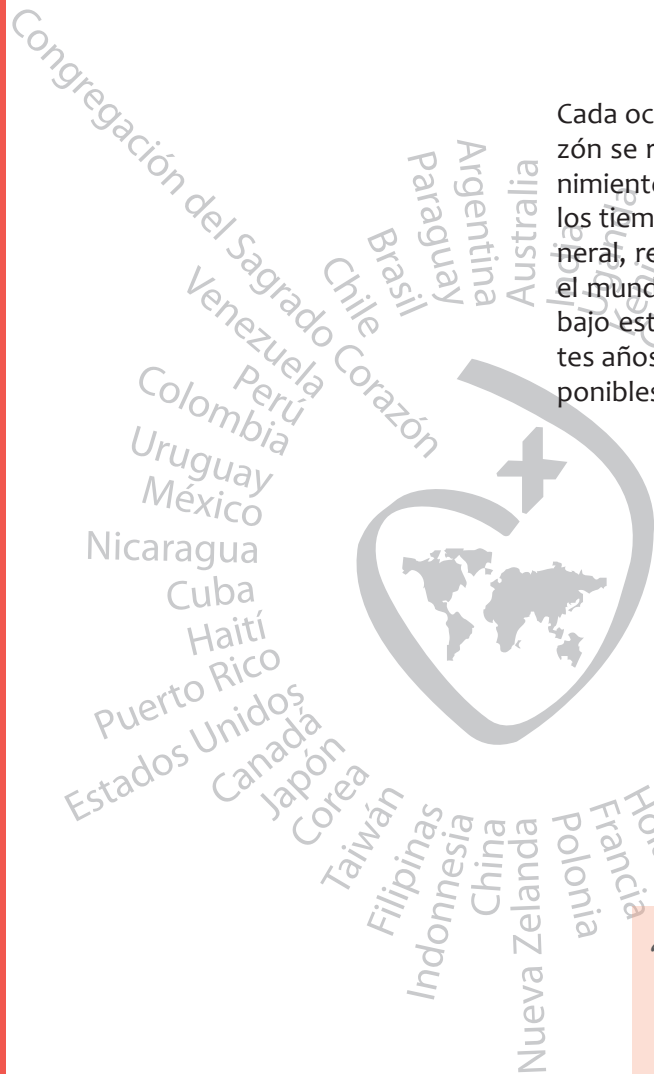 Congregación del Sagrado Corazón
Cada oc
zón se r
nimiento
los tiem
neral, re
el mund
bajo est
tes años
ponibles
Australia
Argentina
Paraguay
Brasil
Chile
Venezuela
Perú
Colombia
Uruguay
México
Nicaragua
Cuba
Haití
Puerto Rico
Estados Unidos
Canadà
Japón
Corea
Taiwán
Filipinas
Indonnesia
China
Nueva Zelanda
Polonia
Francia